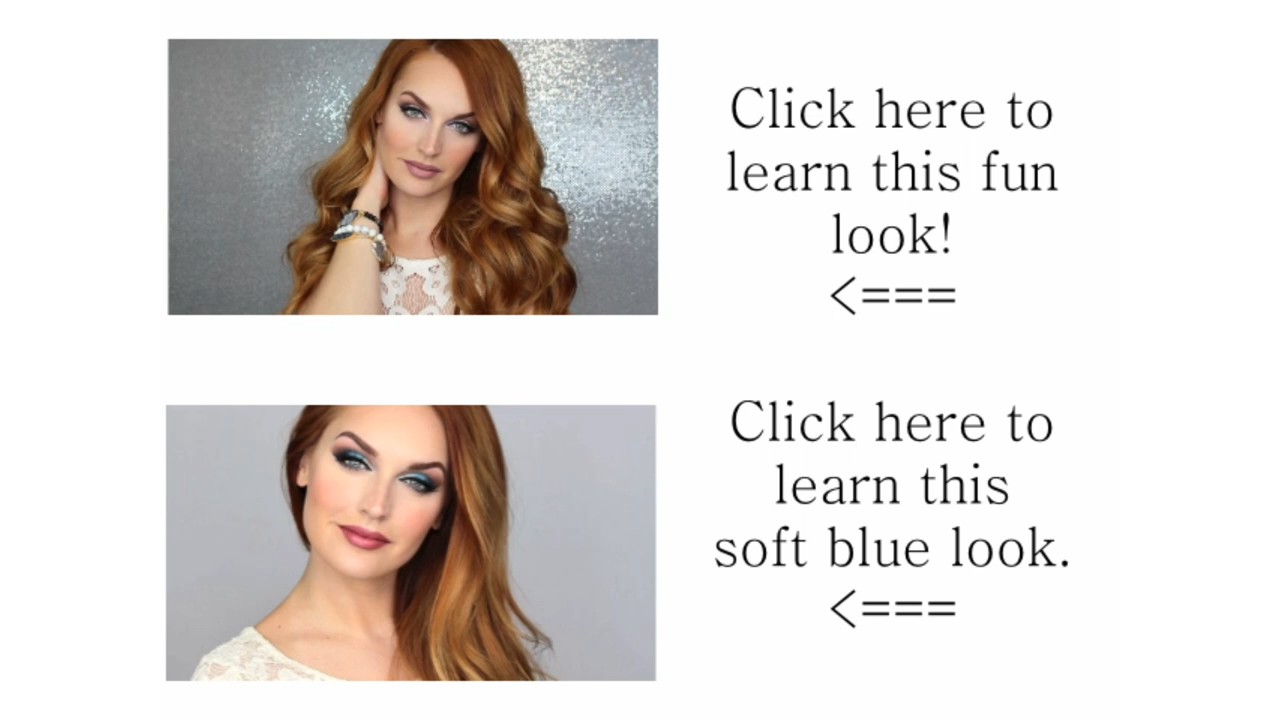 Click here to
learn this fun
look!
<===
Click here to
learn this
soft blue look.
<===